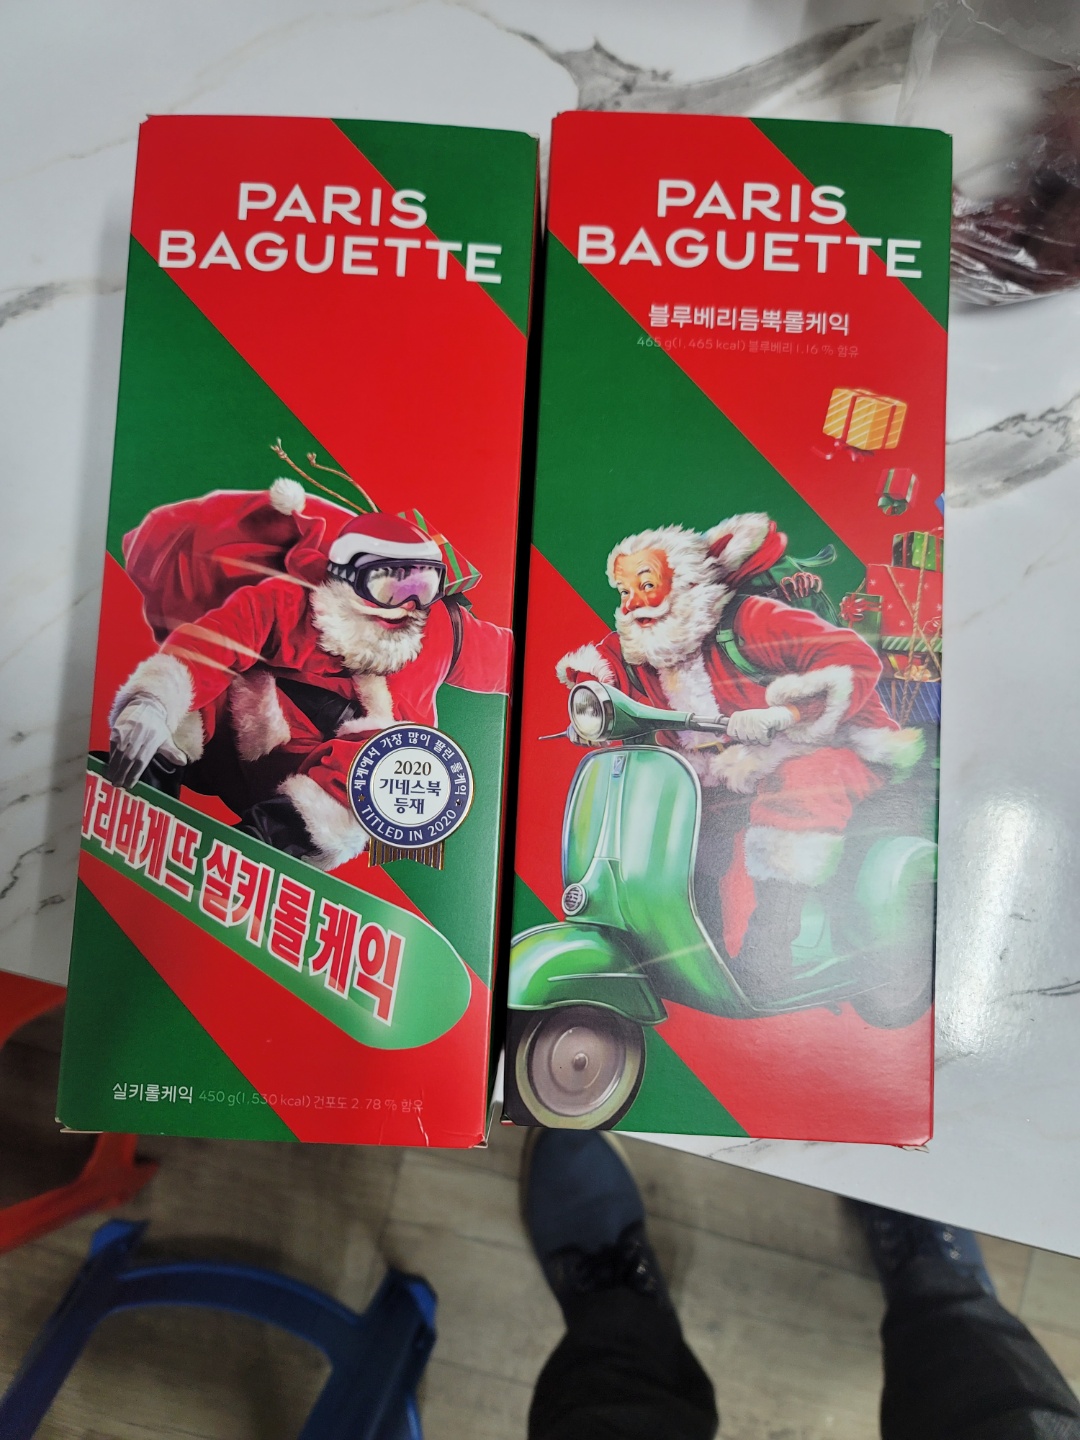 PARIS
BAGUETTE
세계에서 가장 많이 팔린 롤케익
2020
기네스북
등재
TITLED IN 2020
파리바게뜨 실키롤케익
실키롤케익 450 g(1,530 kcal) 건포도 2.78 % 함유
PARIS
BAGUETTE
블루베리듬뿍롤케익
465 g(1,465 kcal) 블루베리 1.16 % 함유